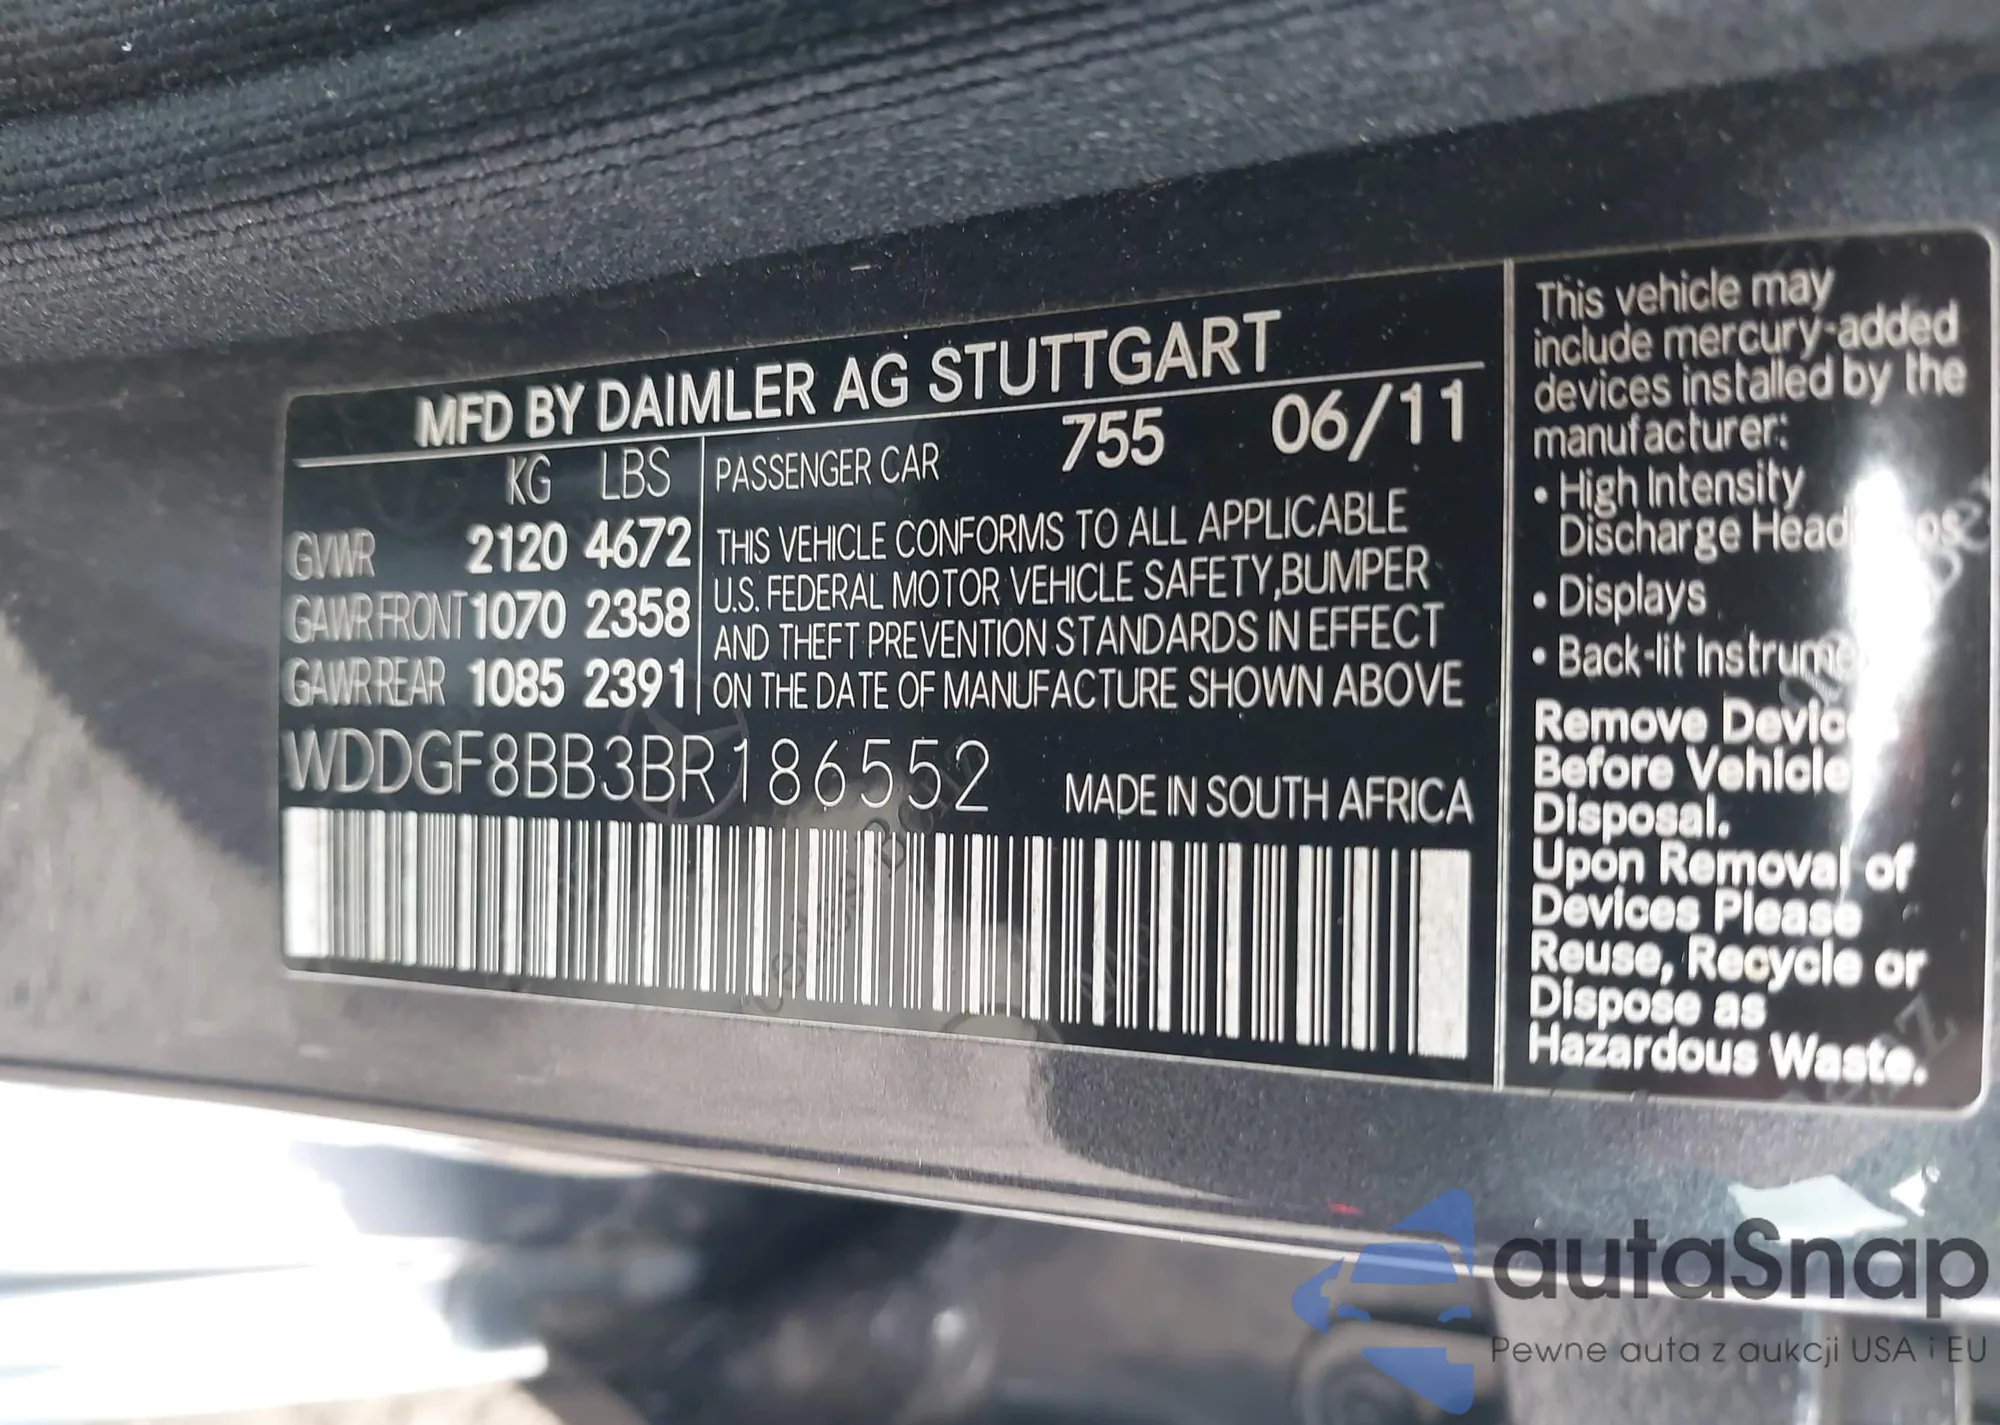 MFD BY DAIMLER AG STUTTGART
KG LBS
GVWR 2120 4672
GAWR FRONT 1070 2358
GAWR REAR 1085 2391
PASSENGER CAR 755 06/11
THIS VEHICLE CONFORMS TO ALL APPLICABLE
U.S. FEDERAL MOTOR VEHICLE SAFETY,BUMPER
AND THEFT PREVENTION STANDARDS IN EFFECT
ON THE DATE OF MANUFACTURE SHOWN ABOVE
WDDGF8BB3BR186552 MADE IN SOUTH AFRICA
This vehicle may
include mercury-added
devices installed by the
manufacturer:
• High Intensity
Discharge
• Displays
• Back-lit
Remove
Before Vehicle
Disposal.
Upon Removal of
Devices Please
Reuse, Recycle or
Dispose as
Hazardous Waste.
autaSnap
Pewne auta z aukcji USA i EU